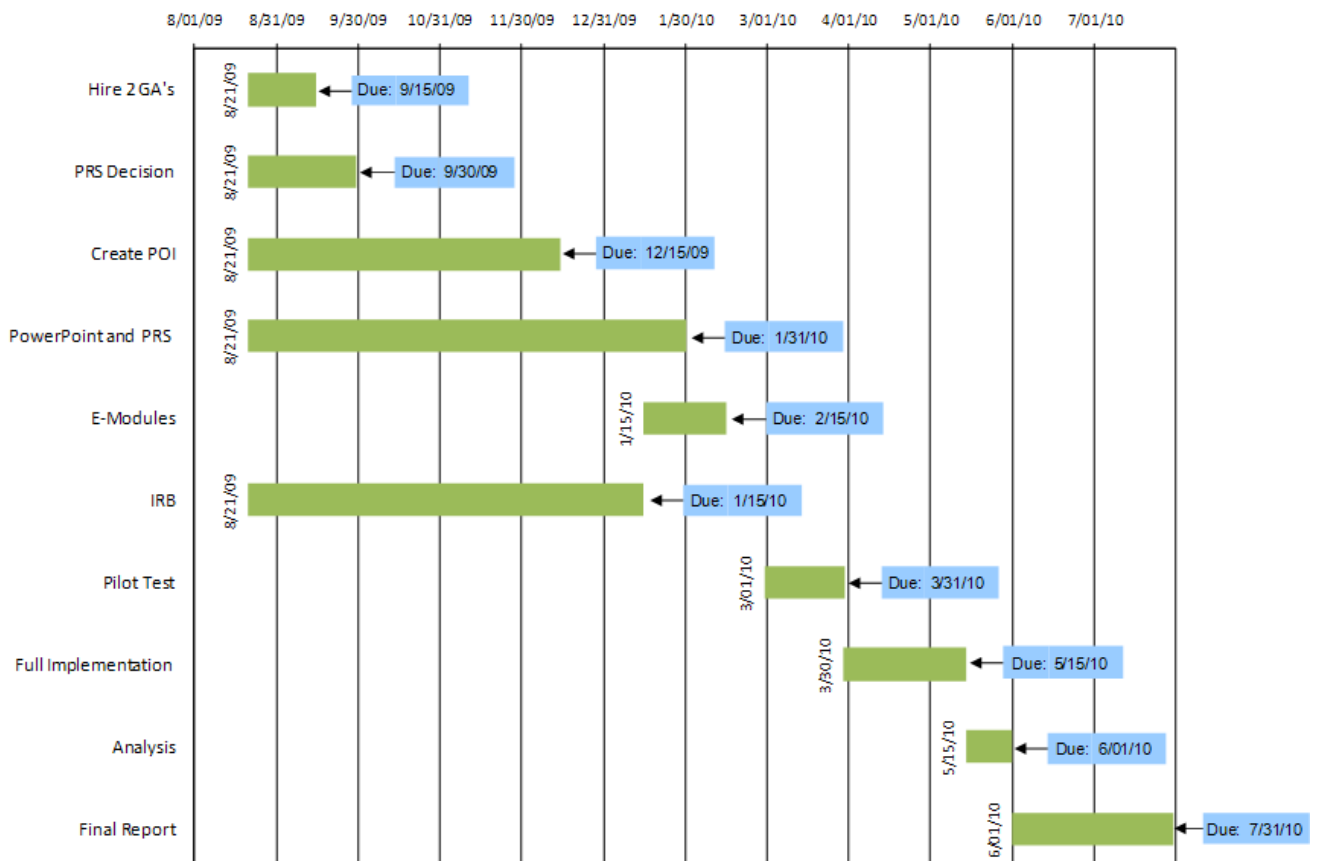 8/01/09 8/31/09 9/30/09 10/31/09 11/30/09 12/31/09 1/30/10 3/01/10 4/01/10 5/01/10 6/01/10 7/01/10
Hire 2 GA's 8/21/09 Due: 9/15/09
PRS Decision 8/21/09 Due: 9/30/09
Create POI 8/21/09 Due: 12/15/09
PowerPoint and PRS 8/21/09 Due: 1/31/10
E-Modules 1/15/10 Due: 2/15/10
IRB 8/21/09 Due: 1/15/10
Pilot Test 3/01/10 Due: 3/31/10
Full Implementation 3/30/10 Due: 5/15/10
Analysis 5/15/10 Due: 6/01/10
Final Report 6/01/10 Due: 7/31/10